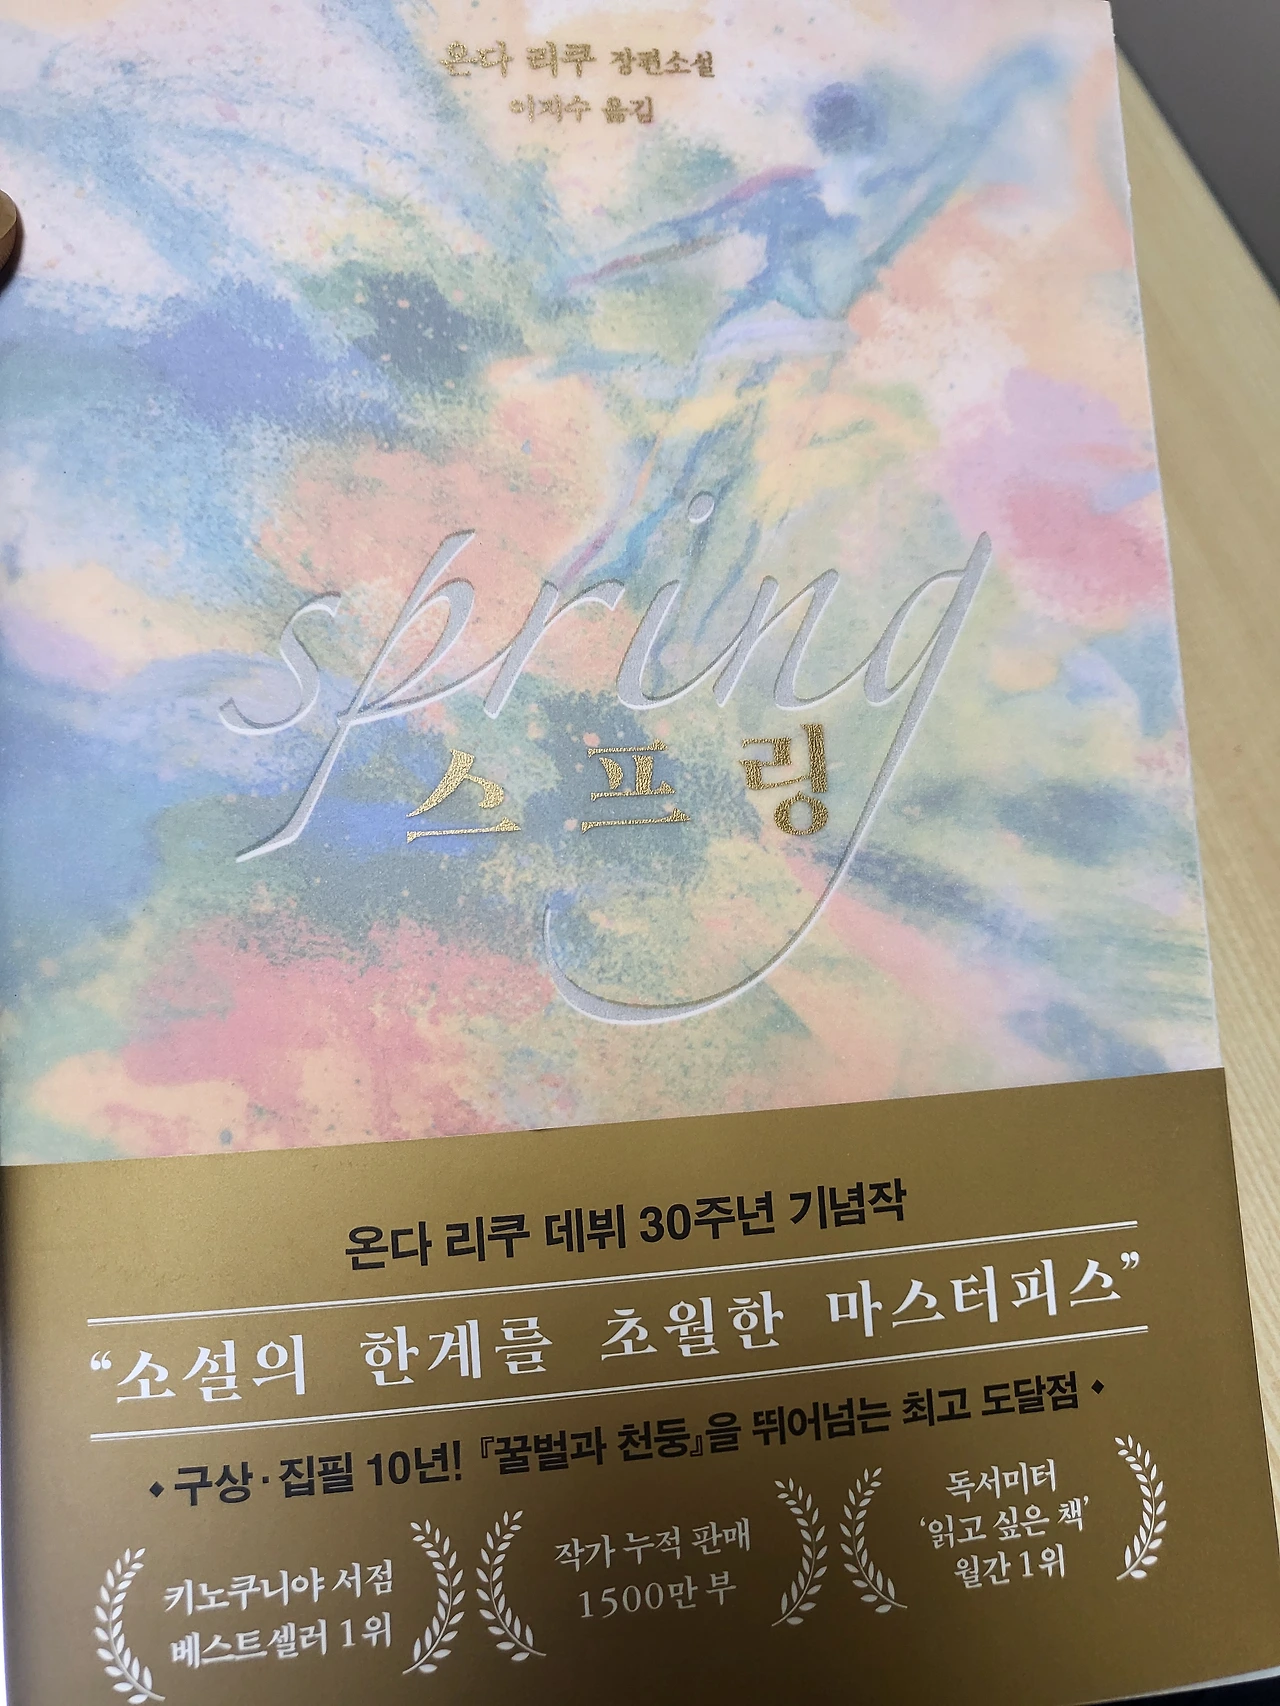 온다 리쿠 장편소설
이지수 옮김
spring
스프링
온다 리쿠 데뷔 30주년 기념작
“소설의 한계를 초월한 마스터피스”
◆ 구상·집필 10년! 『꿀벌과 천둥』을 뛰어넘는 최고 도달점 ◆
키노쿠니야 서점
베스트셀러 1위
작가 누적 판매
1500만 부
독서미터
‘읽고 싶은 책’
월간 1위